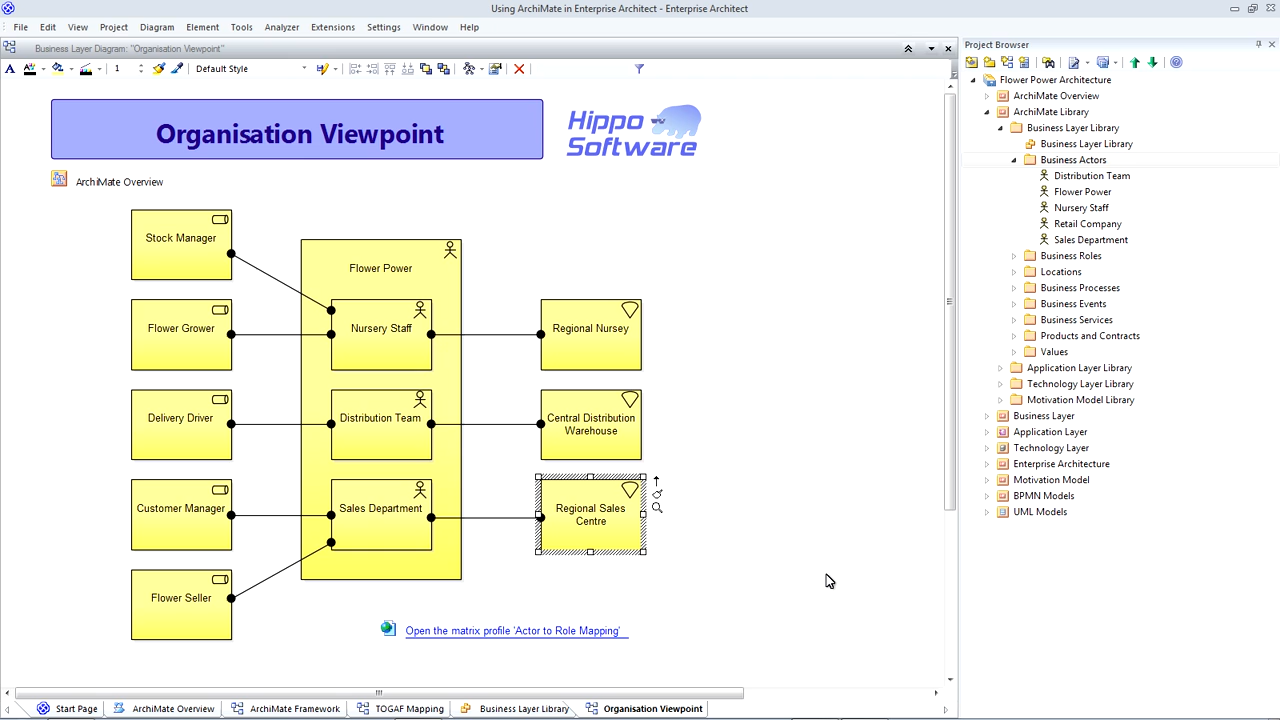 Using ArchiMate in Enterprise Architect - Enterprise Architect
File Edit View Project Diagram Element Tools Analyzer Extensions Settings Window Help
Business Layer Diagram: "Organisation Viewpoint"
A 1 Default Style
Organisation Viewpoint
Hippo
Software
ArchiMate Overview
Stock Manager
Flower Power
Flower Grower
Nursery Staff
Regional Nursey
Delivery Driver
Distribution Team
Central Distribution
Warehouse
Customer Manager
Sales Department
Regional Sales
Centre
Flower Seller
Open the matrix profile 'Actor to Role Mapping'
Start Page ArchiMate Overview ArchiMate Framework TOGAF Mapping Business Layer Library Organisation Viewpoint
Project Browser
Flower Power Architecture
ArchiMate Overview
ArchiMate Library
Business Layer Library
Business Layer Library
Business Actors
Distribution Team
Flower Power
Nursery Staff
Retail Company
Sales Department
Business Roles
Locations
Business Processes
Business Events
Business Services
Products and Contracts
Values
Application Layer Library
Technology Layer Library
Motivation Model Library
Business Layer
Application Layer
Technology Layer
Enterprise Architecture
Motivation Model
BPMN Models
UML Models